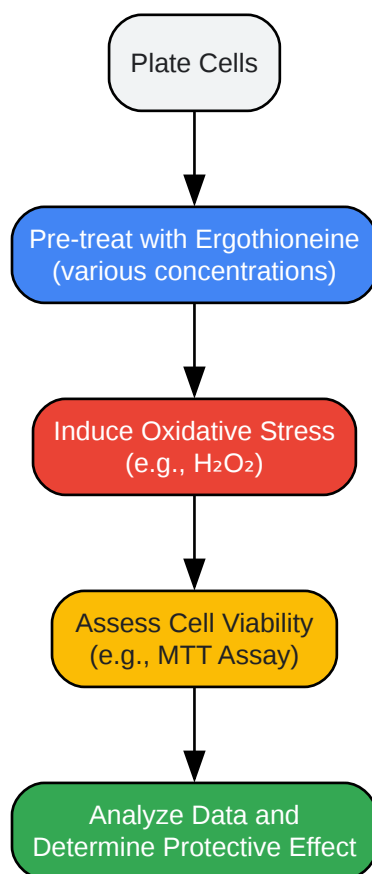 Plate Cells
Pre-treat with Ergothioneine
(various concentrations)
Induce Oxidative Stress
(e.g., H₂O₂)
Assess Cell Viability
(e.g., MTT Assay)
Analyze Data and
Determine Protective Effect